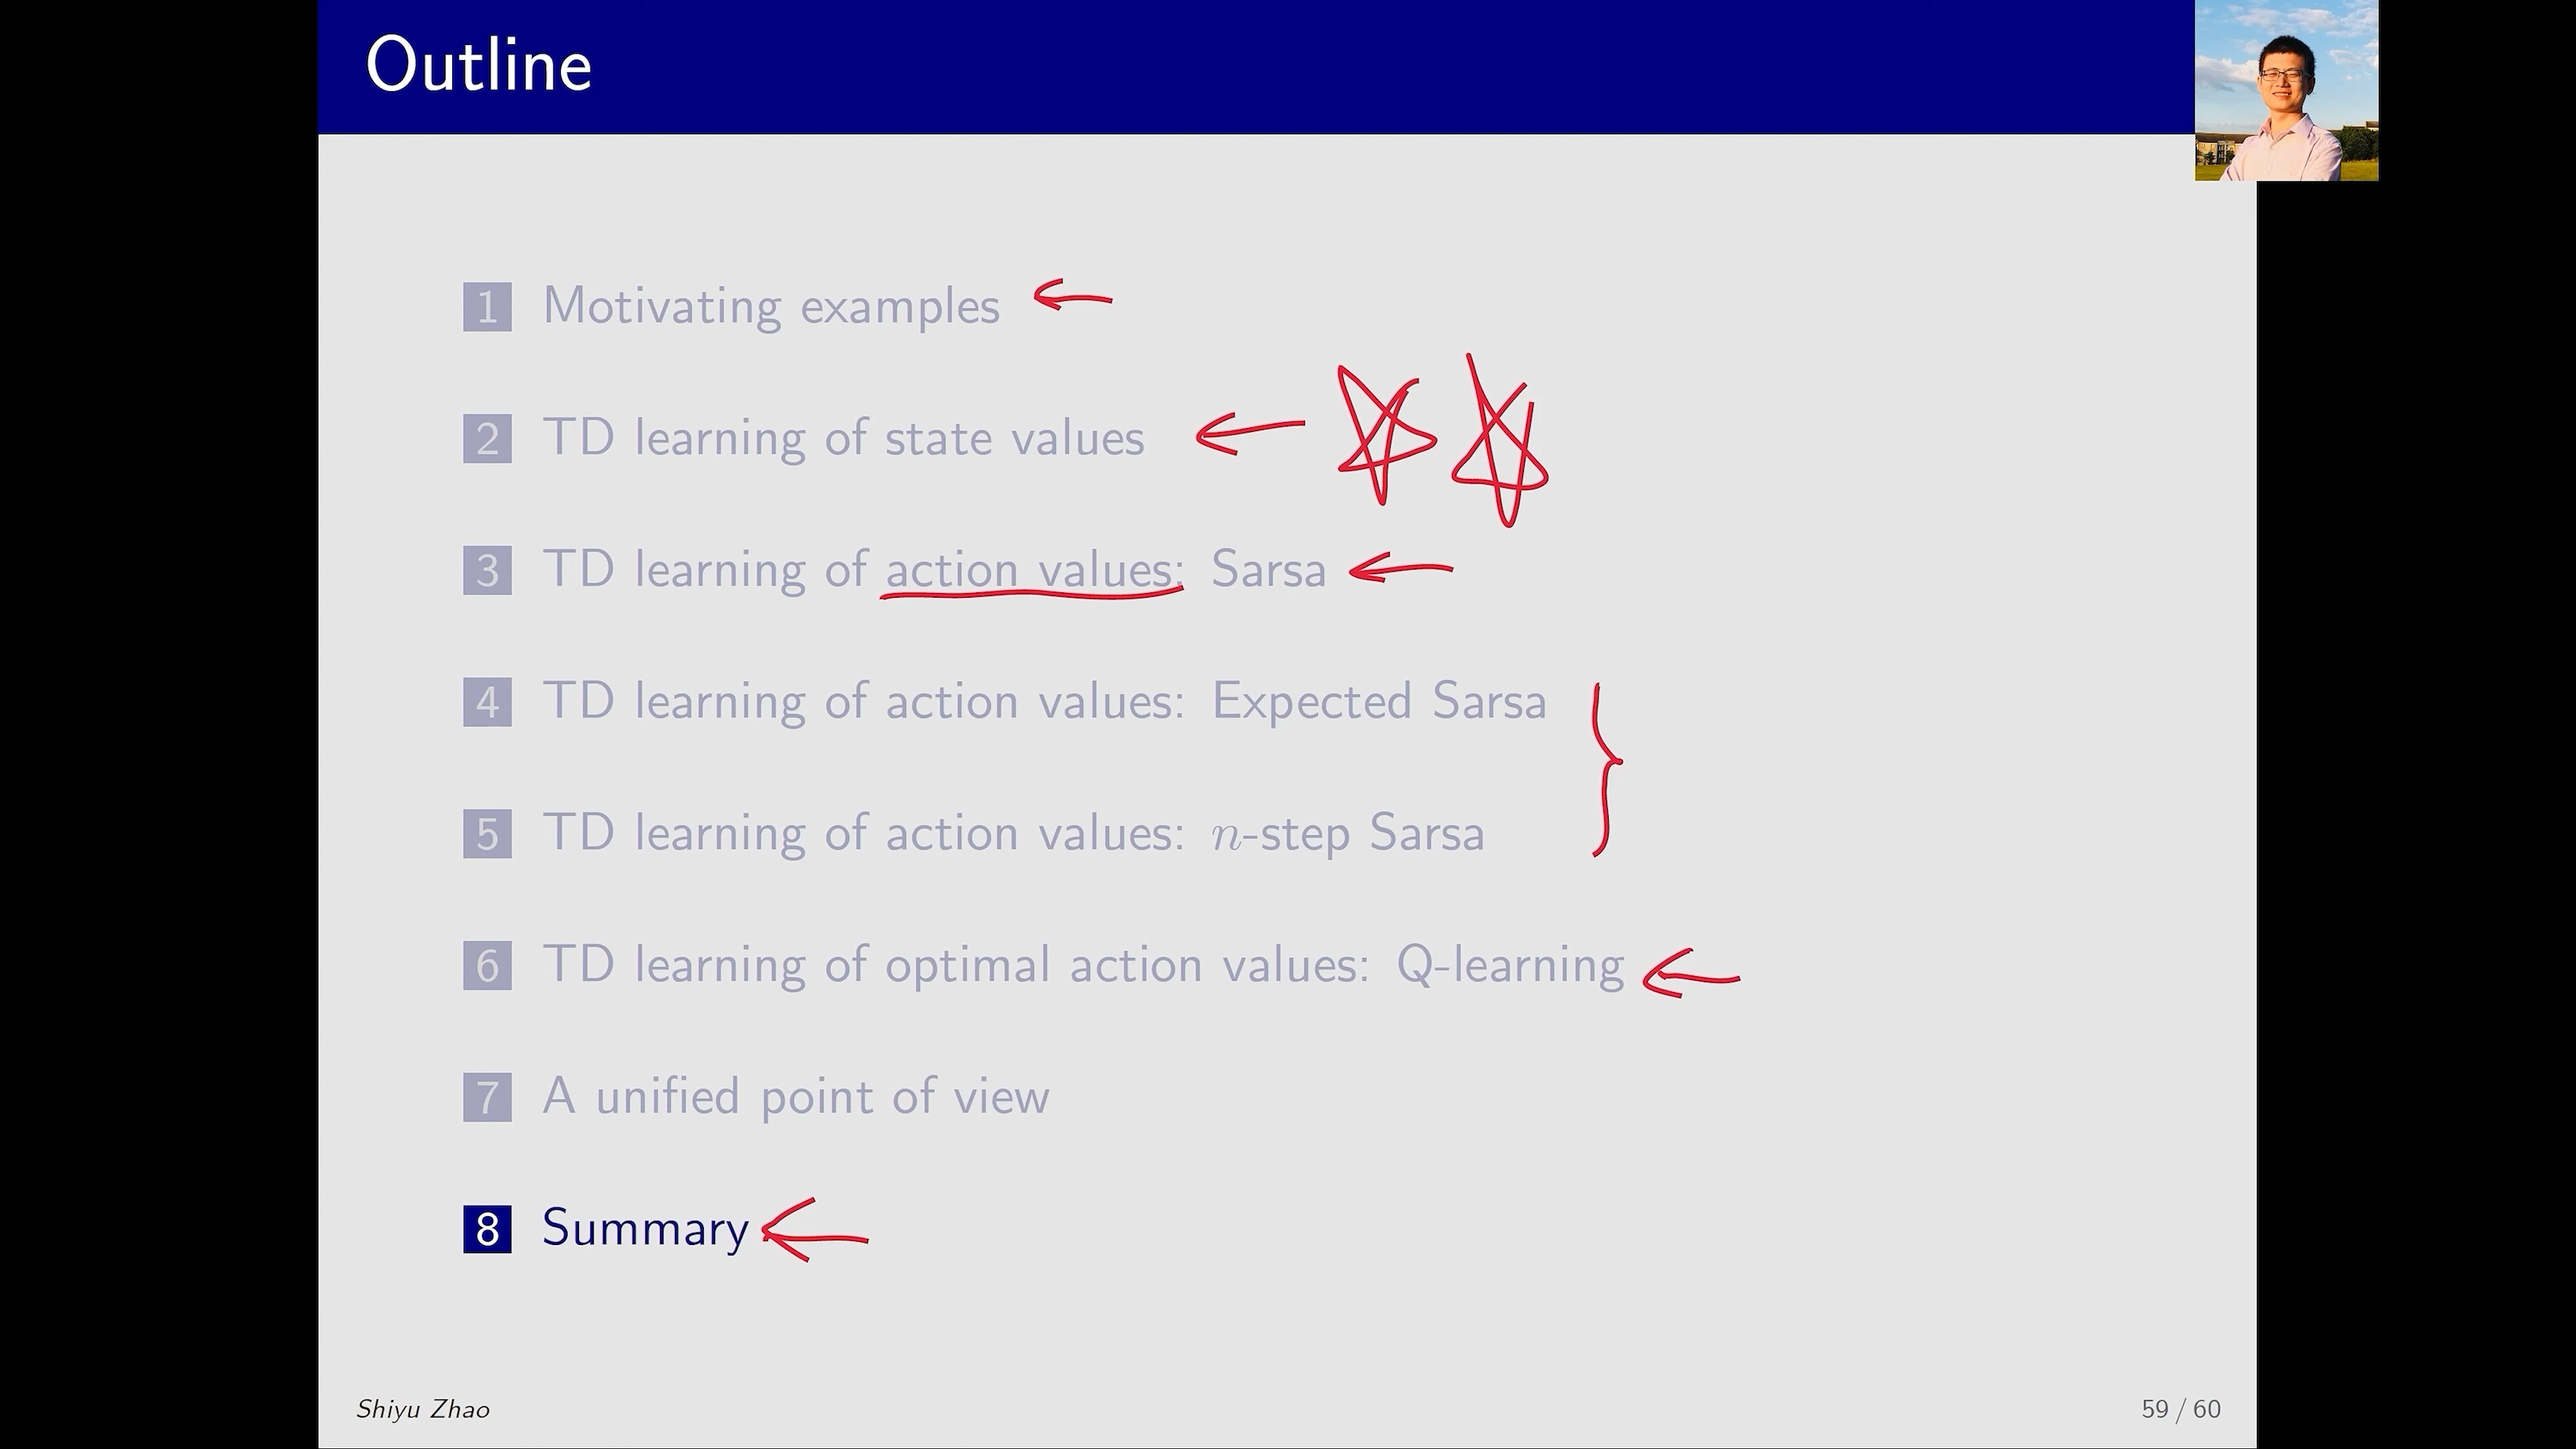 Outline
1 Motivating examples
2 TD learning of state values
3 TD learning of action values: Sarsa
4 TD learning of action values: Expected Sarsa
5 TD learning of action values: n-step Sarsa
6 TD learning of optimal action values: Q-learning
7 A unified point of view
8 Summary
Shiyu Zhao
59 / 60